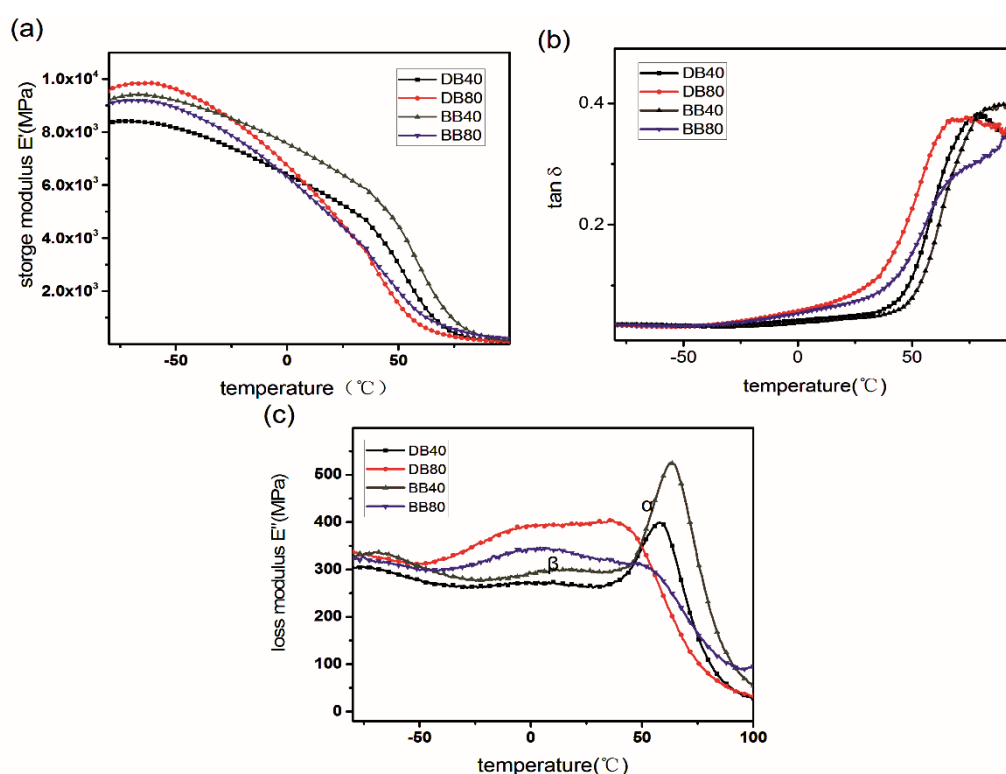 (a)
storge modulus E'(MPa)
1.0x10⁴
8.0x10³
6.0x10³
4.0x10³
2.0x10³
DB40
DB80
BB40
BB80
-50
0
50
temperature（℃）
(b)
tan δ
0.4
0.2
DB40
DB80
BB40
BB80
-50
0
50
temperature(℃)
(c)
loss modulus E''(MPa)
500
400
300
200
100
0
DB40
DB80
BB40
BB80
α
β
-50
0
50
100
temperature(℃)